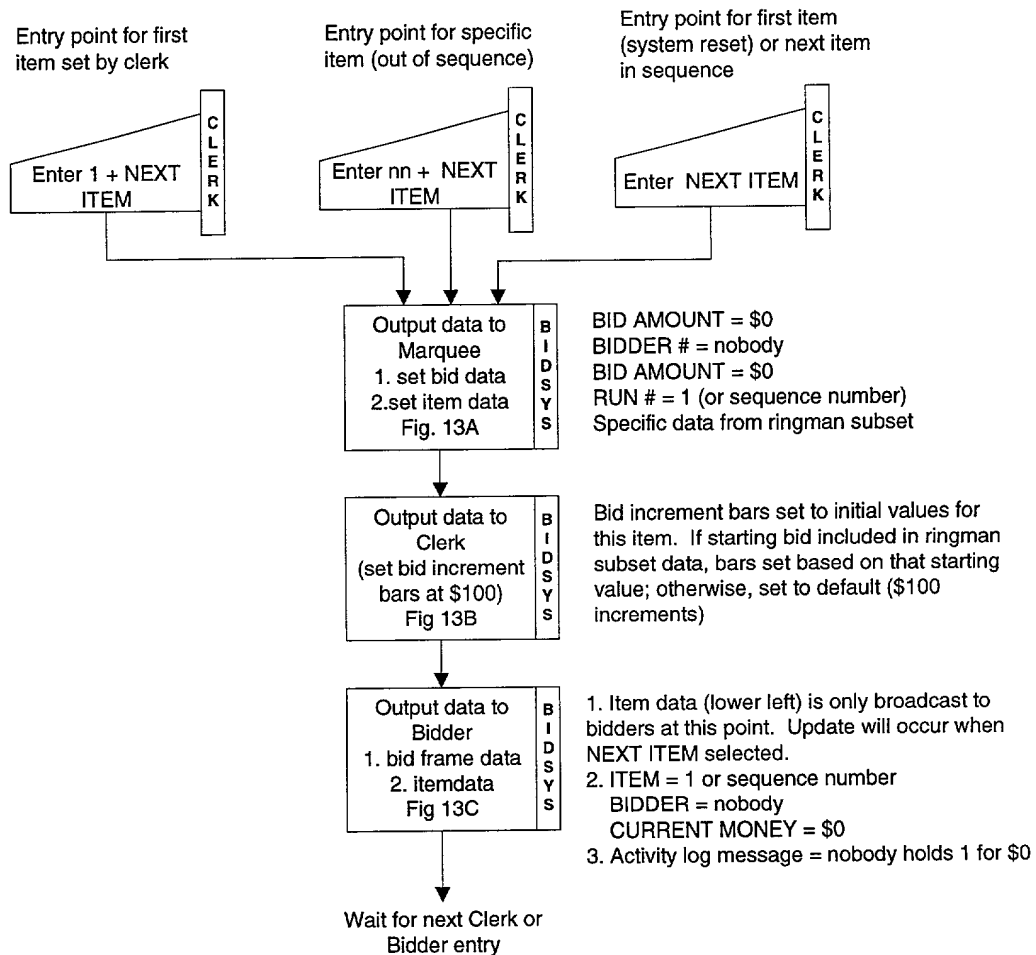 Entry point for first
item set by clerk
Entry point for specific
item (out of sequence)
Entry point for first item
(system reset) or next item
in sequence
Enter 1 + NEXT
ITEM
CLERK
Enter nn + NEXT
ITEM
CLERK
Enter NEXT ITEM
CLERK
Output data to
Marquee
1. set bid data
2.set item data
Fig. 13A
BIDSYS
BID AMOUNT = $0
BIDDER # = nobody
BID AMOUNT = $0
RUN # = 1 (or sequence number)
Specific data from ringman subset
Output data to
Clerk
(set bid increment
bars at $100)
Fig 13B
BIDSYS
Bid increment bars set to initial values for
this item. If starting bid included in ringman
subset data, bars set based on that starting
value; otherwise, set to default ($100
increments)
Output data to
Bidder
1. bid frame data
2. itemdata
Fig 13C
BIDSYS
1. Item data (lower left) is only broadcast to
bidders at this point. Update will occur when
NEXT ITEM selected.
2. ITEM = 1 or sequence number
BIDDER = nobody
CURRENT MONEY = $0
3. Activity log message = nobody holds 1 for $0
Wait for next Clerk or
Bidder entry